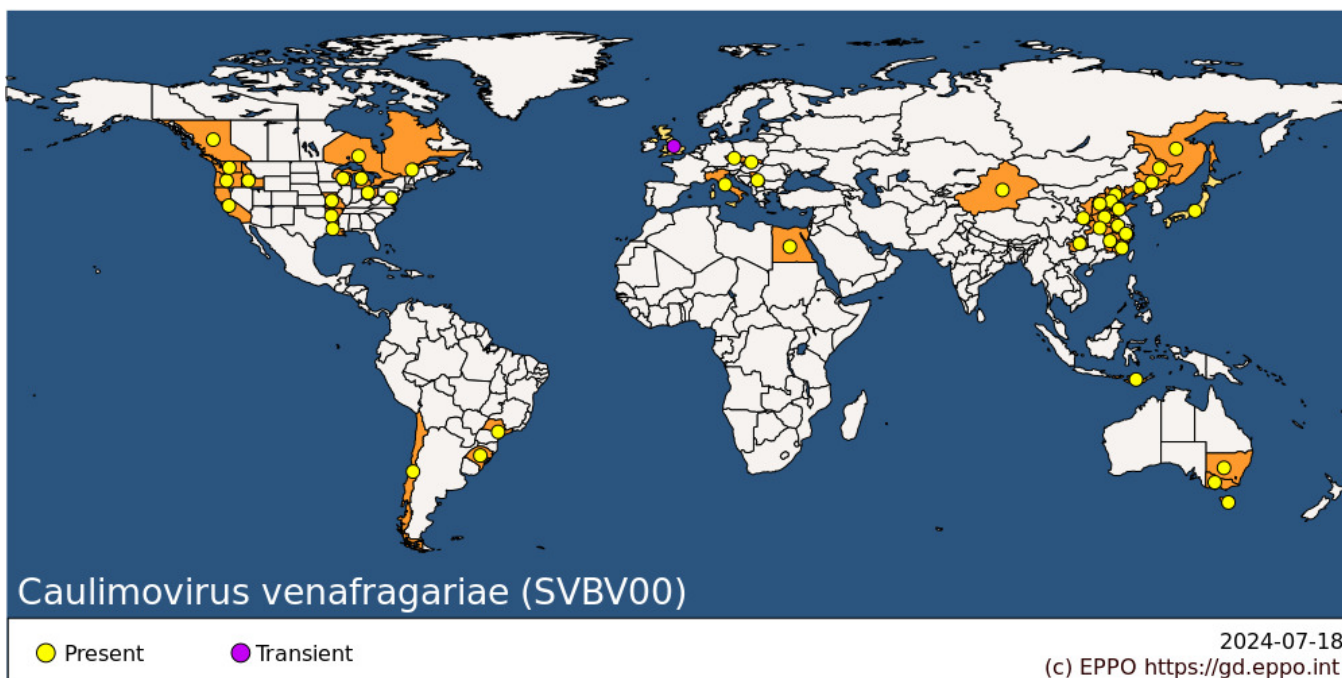 Caulimovirus venafragariae (SVBV00)
Present
Transient
2024-07-18
(c) EPPO https://gd.eppo.int